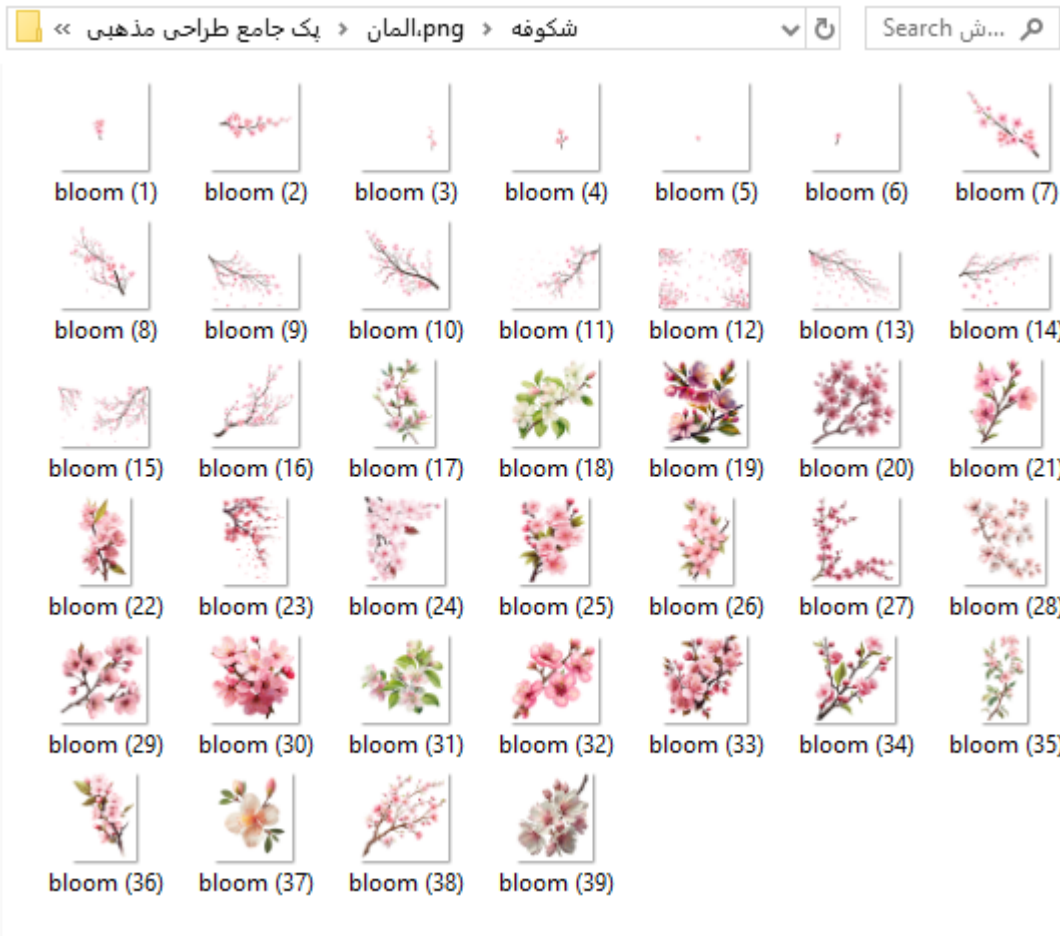 « پک جامع طراحی مذهبی › المان،png › شکوفه
Search ش...
bloom (1) bloom (2) bloom (3) bloom (4) bloom (5) bloom (6) bloom (7)
bloom (8) bloom (9) bloom (10) bloom (11) bloom (12) bloom (13) bloom (14)
bloom (15) bloom (16) bloom (17) bloom (18) bloom (19) bloom (20) bloom (21)
bloom (22) bloom (23) bloom (24) bloom (25) bloom (26) bloom (27) bloom (28)
bloom (29) bloom (30) bloom (31) bloom (32) bloom (33) bloom (34) bloom (35)
bloom (36) bloom (37) bloom (38) bloom (39)